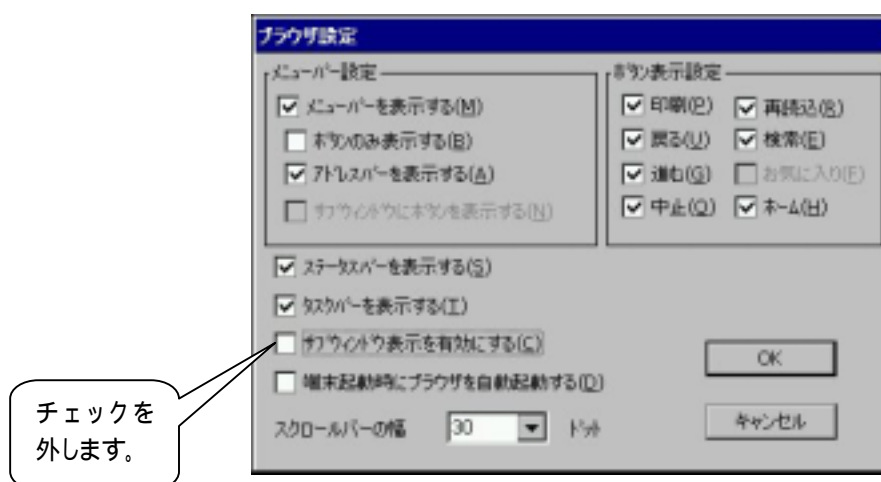 ブラウザ設定
メニューバー設定
メニューバーを表示する(M)
ボタンのみ表示する(B)
アドレスバーを表示する(A)
サブウィンドウにボタンを表示する(N)
ボタン表示設定
印刷(P) 再読込(R)
戻る(U) 検索(E)
進む(G) お気に入り(F)
中止(Q) ホーム(H)
ステータスバーを表示する(S)
タスクバーを表示する(T)
サブウィンドウ表示を有効にする(C)
端末起動時にブラウザを自動起動する(D)
スクロールバーの幅 30 ドット
OK
キャンセル
チェックを
外します。